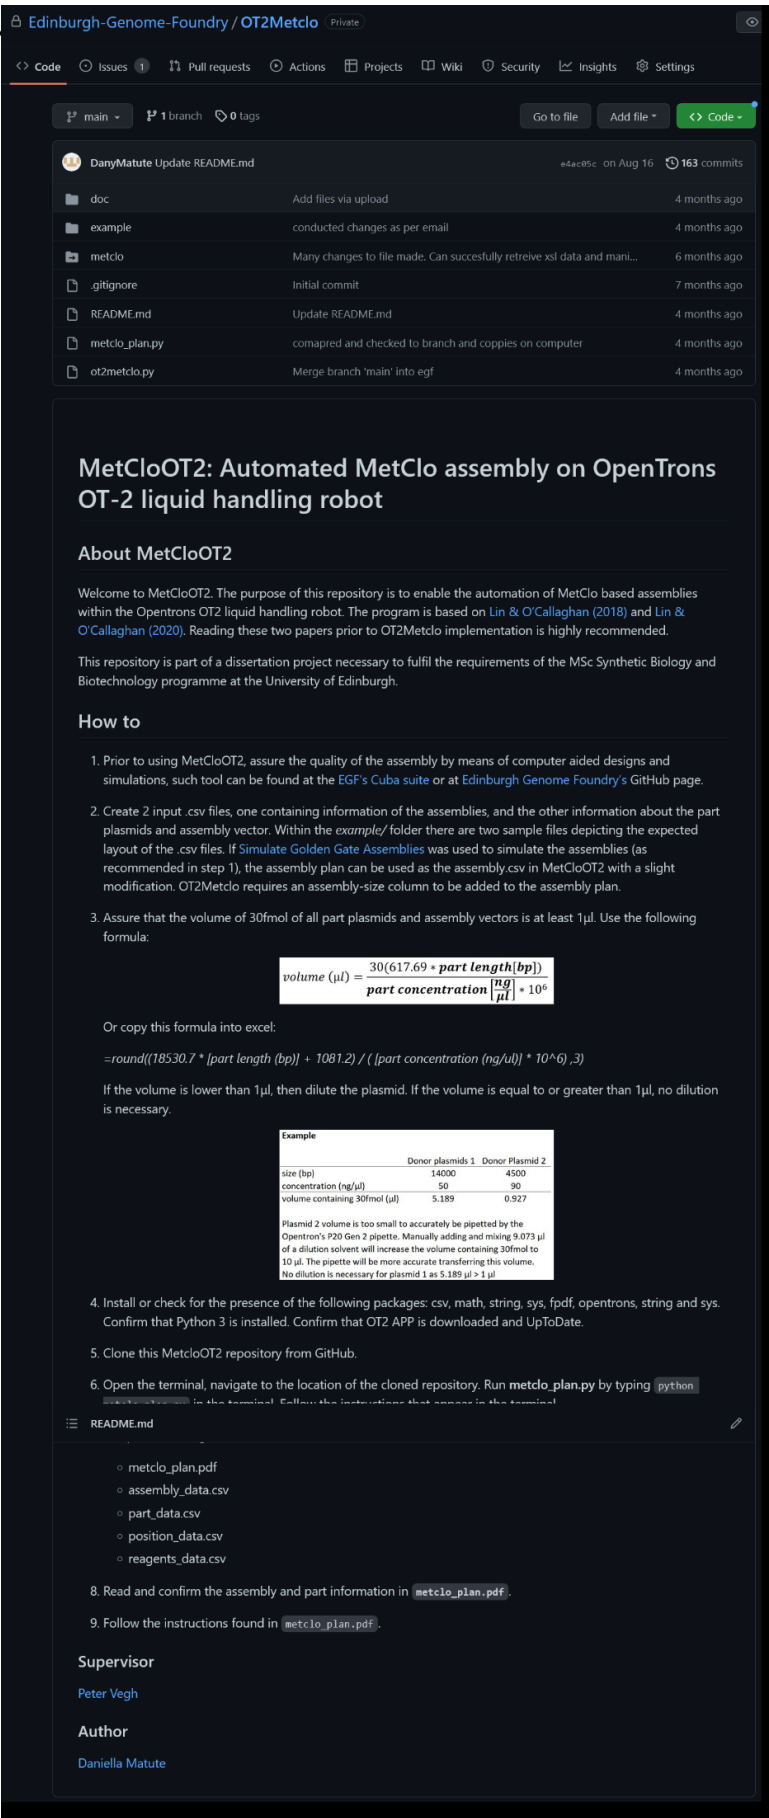 Edinburgh-Genome-Foundry / OT2Metclo Private
Code Issues 1 Pull requests Actions Projects Wiki Security Insights Settings
main 1 branch 0 tags Go to file Add file Code
DanyMatute Update README.md e4ac05c on Aug 16 163 commits
doc Add files via upload 4 months ago
example conducted changes as per email 4 months ago
metclo Many changes to file made. Can succesfully retreive xsl data and mani... 6 months ago
.gitignore Initial commit 7 months ago
README.md Update README.md 4 months ago
metclo_plan.py comapred and checked to branch and coppies on computer 4 months ago
ot2metclo.py Merge branch 'main' into egf 4 months ago
MetCloOT2: Automated MetClo assembly on OpenTrons
OT-2 liquid handling robot
About MetCloOT2
Welcome to MetCloOT2. The purpose of this repository is to enable the automation of MetClo based assemblies
within the Opentrons OT2 liquid handling robot. The program is based on Lin & O'Callaghan (2018) and Lin &
O'Callaghan (2020). Reading these two papers prior to OT2Metclo implementation is highly recommended.
This repository is part of a dissertation project necessary to fulfil the requirements of the MSc Synthetic Biology and
Biotechnology programme at the University of Edinburgh.
How to
1. Prior to using MetCloOT2, assure the quality of the assembly by means of computer aided designs and
simulations, such tool can be found at the EGF's Cuba suite or at Edinburgh Genome Foundry's GitHub page.
2. Create 2 input .csv files, one containing information of the assemblies, and the other information about the part
plasmids and assembly vector. Within the example/ folder there are two sample files depicting the expected
layout of the .csv files. If Simulate Golden Gate Assemblies was used to simulate the assemblies (as
recommended in step 1), the assembly plan can be used as the assembly.csv in MetCloOT2 with a slight
modification. OT2Metclo requires an assembly-size column to be added to the assembly plan.
3. Assure that the volume of 30fmol of all part plasmids and assembly vectors is at least 1µl. Use the following
formula:
volume (µl) = 30(617.69 * part length[bp]) / part concentration [ng/µl] * 10⁶
Or copy this formula into excel:
=round((18530.7 * [part length (bp)] + 1081.2) / ( [part concentration (ng/ul)] * 10^6) ,3)
If the volume is lower than 1µl, then dilute the plasmid. If the volume is equal to or greater than 1µl, no dilution
is necessary.
Example
Donor plasmids 1 Donor Plasmid 2
size (bp) 14000 4500
concentration (ng/µl) 50 90
volume containing 30fmol (µl) 5.189 0.927
Plasmid 2 volume is too small to accurately be pipetted by the
Opentron's P20 Gen 2 pipette. Manually adding and mixing 9.073 µl
of a dilution solvent will increase the volume containing 30fmol to
10 µl. The pipette will be more accurate transferring this volume.
No dilution is necessary for plasmid 1 as 5.189 µl > 1 µl
4. Install or check for the presence of the following packages: csv, math, string, sys, fpdf, opentrons, string and sys.
Confirm that Python 3 is installed. Confirm that OT2 APP is downloaded and UpToDate.
5. Clone this MetcloOT2 repository from GitHub.
6. Open the terminal, navigate to the location of the cloned repository. Run metclo_plan.py by typing python
in the terminal. Follow the instructions that appear in the terminal
README.md
metclo_plan.pdf
assembly_data.csv
part_data.csv
position_data.csv
reagents_data.csv
8. Read and confirm the assembly and part information in metclo_plan.pdf.
9. Follow the instructions found in metclo_plan.pdf.
Supervisor
Peter Vegh
Author
Daniella Matute